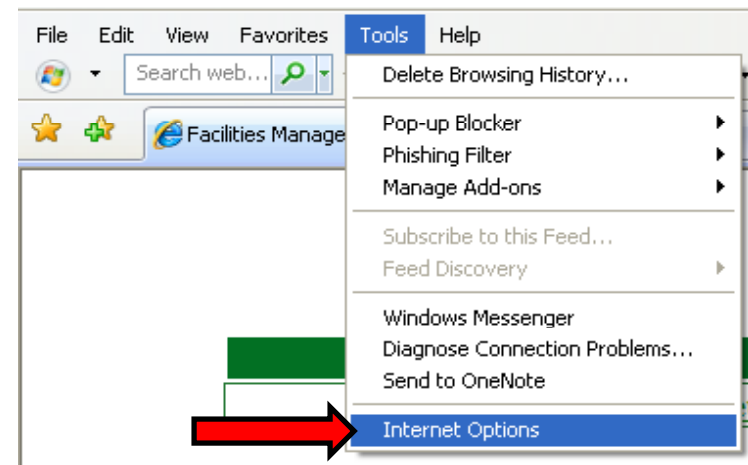 File Edit View Favorites Tools Help
Search web...
Delete Browsing History...
Facilities Manage
Pop-up Blocker
Phishing Filter
Manage Add-ons
Subscribe to this Feed...
Feed Discovery
Windows Messenger
Diagnose Connection Problems...
Send to OneNote
Internet Options